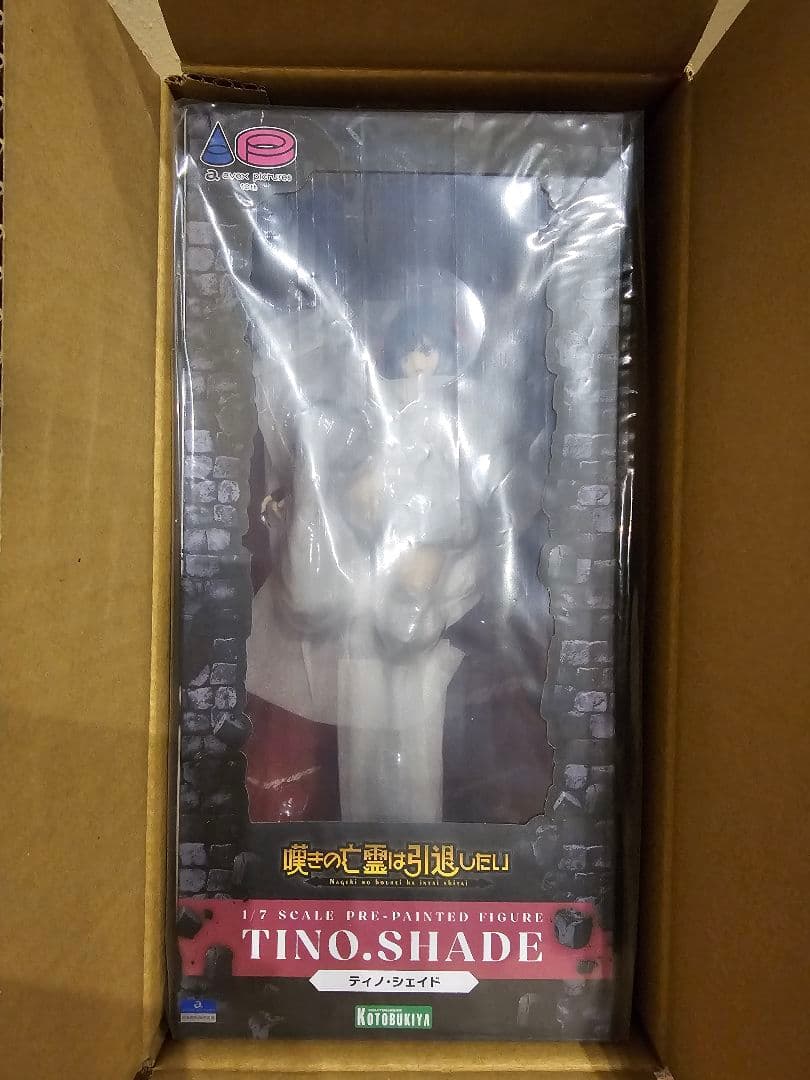 avex pictures
10th
嘆きの亡霊は引退したい
Nageki no bourei ha intai shitai
1/7 SCALE PRE-PAINTED FIGURE
TINO.SHADE
ティノ・シェイド
KOTOBUKIYA